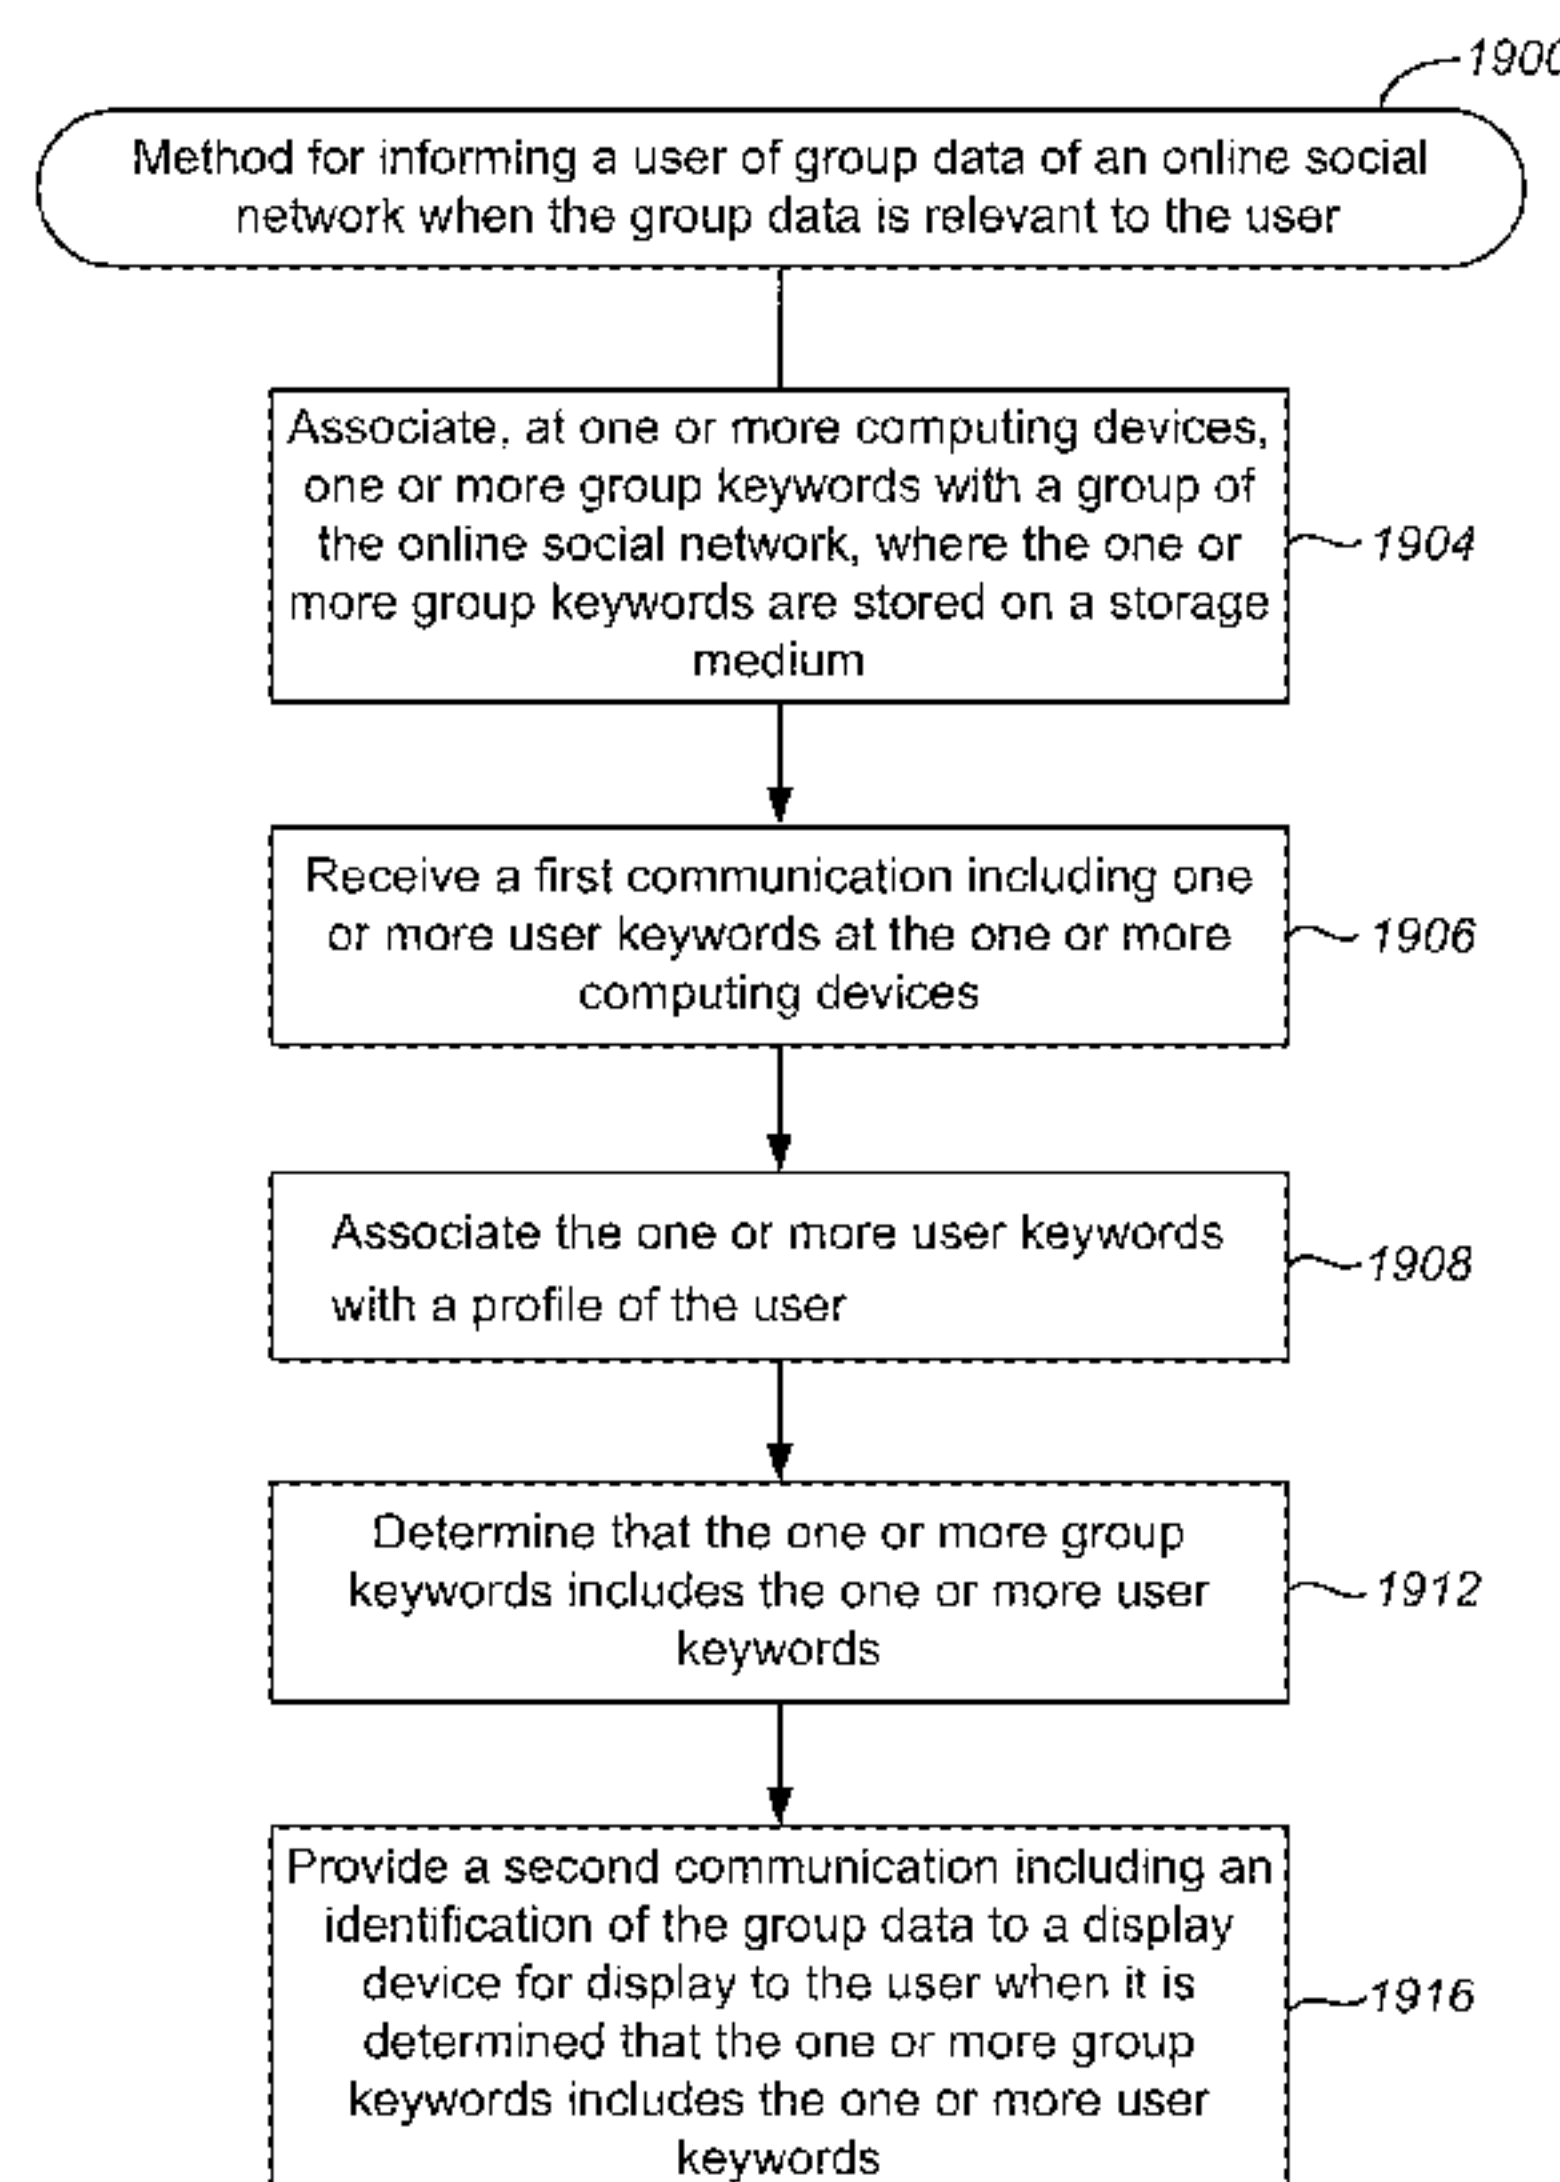 1900
Method for informing a user of group data of an online social
network when the group data is relevant to the user
Associate, at one or more computing devices,
one or more group keywords with a group of
the online social network, where the one or
more group keywords are stored on a storage
medium
1904
Receive a first communication including one
or more user keywords at the one or more
computing devices
1906
Associate the one or more user keywords
with a profile of the user
1908
Determine that the one or more group
keywords includes the one or more user
keywords
1912
Provide a second communication including an
identification of the group data to a display
device for display to the user when it is
determined that the one or more group
keywords includes the one or more user
keywords
1916